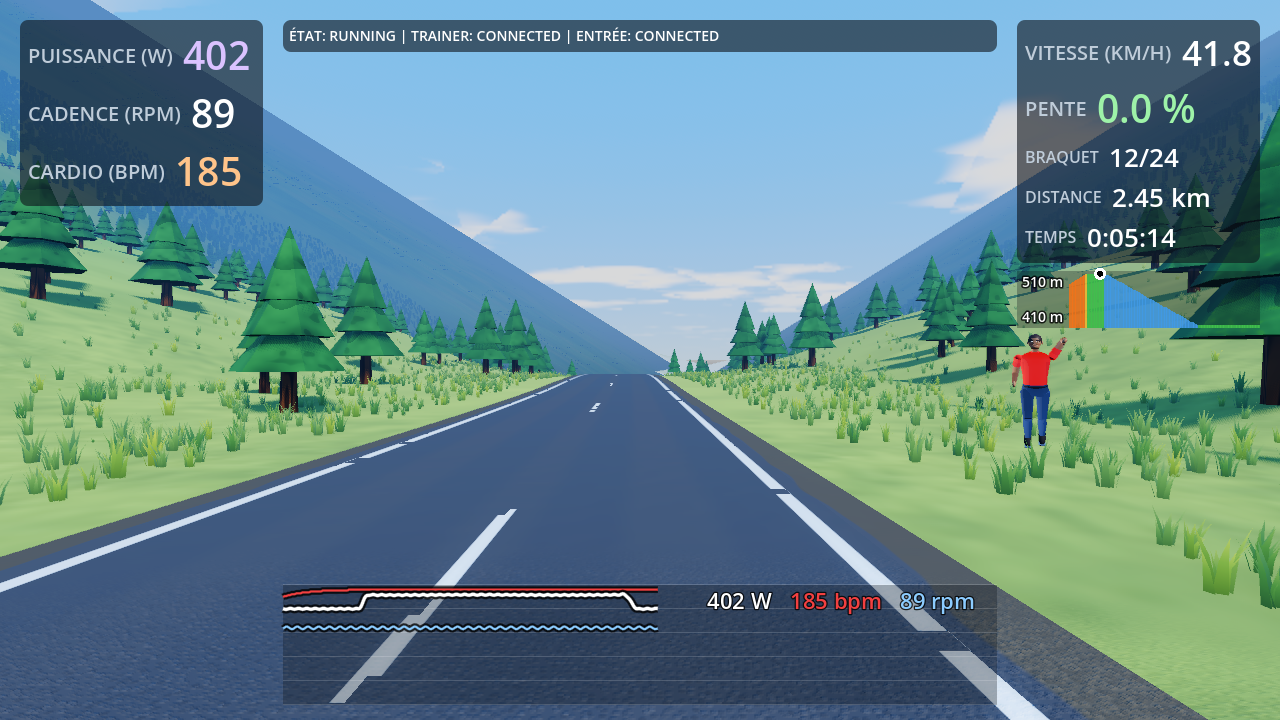 PUISSANCE (W) 402
CADENCE (RPM) 89
CARDIO (BPM) 185
ÉTAT: RUNNING | TRAINER: CONNECTED | ENTRÉE: CONNECTED
VITESSE (KM/H) 41.8
PENTE 0.0 %
BRAQUET 12/24
DISTANCE 2.45 km
TEMPS 0:05:14
510 m
410 m
402 W 185 bpm 89 rpm